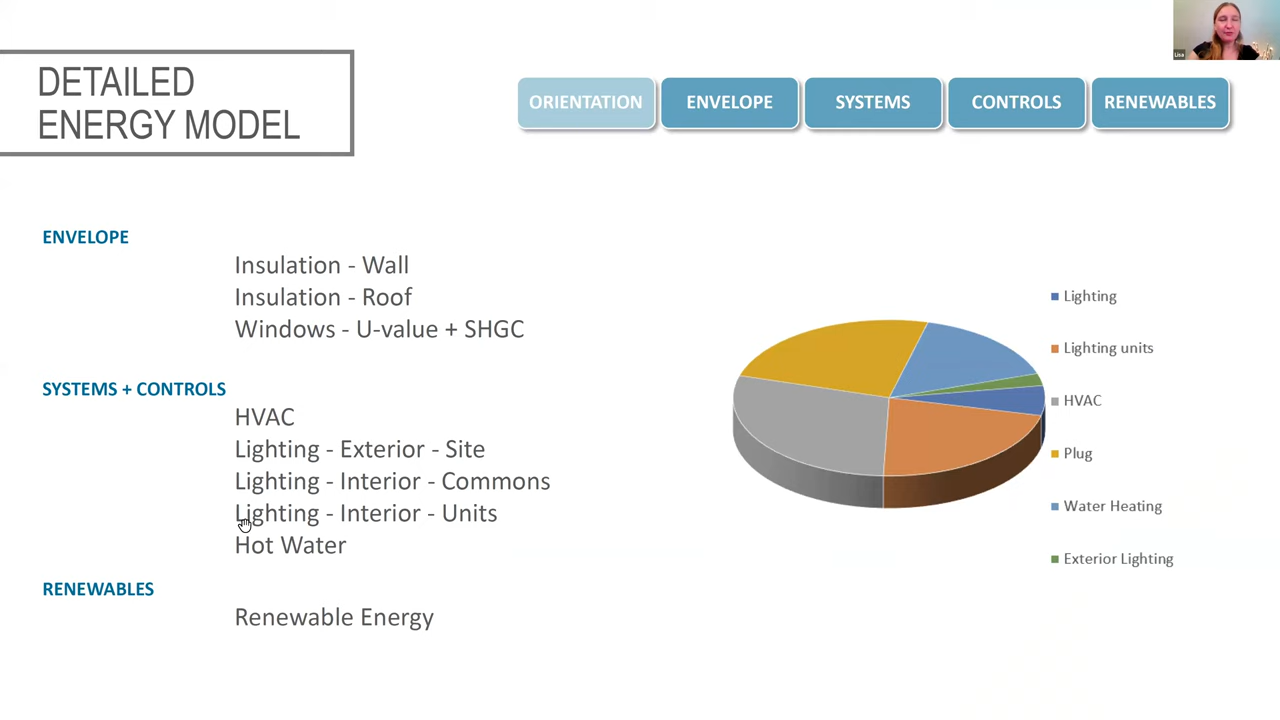 DETAILED
ENERGY MODEL
ORIENTATION
ENVELOPE
SYSTEMS
CONTROLS
RENEWABLES
Lisa
ENVELOPE
Insulation - Wall
Insulation - Roof
Windows - U-value + SHGC
SYSTEMS + CONTROLS
HVAC
Lighting - Exterior - Site
Lighting - Interior - Commons
Lighting - Interior - Units
Hot Water
RENEWABLES
Renewable Energy
Lighting
Lighting units
HVAC
Plug
Water Heating
Exterior Lighting